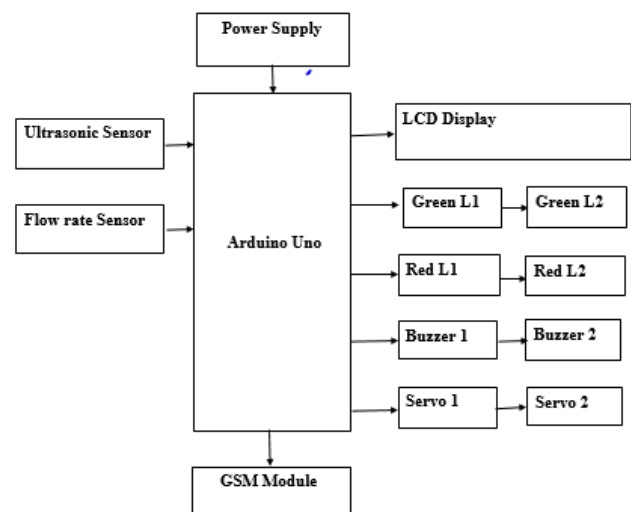 Power Supply
Ultrasonic Sensor
LCD Display
Flow rate Sensor
Arduino Uno
Green L1
Green L2
Red L1
Red L2
Buzzer 1
Buzzer 2
Servo 1
Servo 2
GSM Module